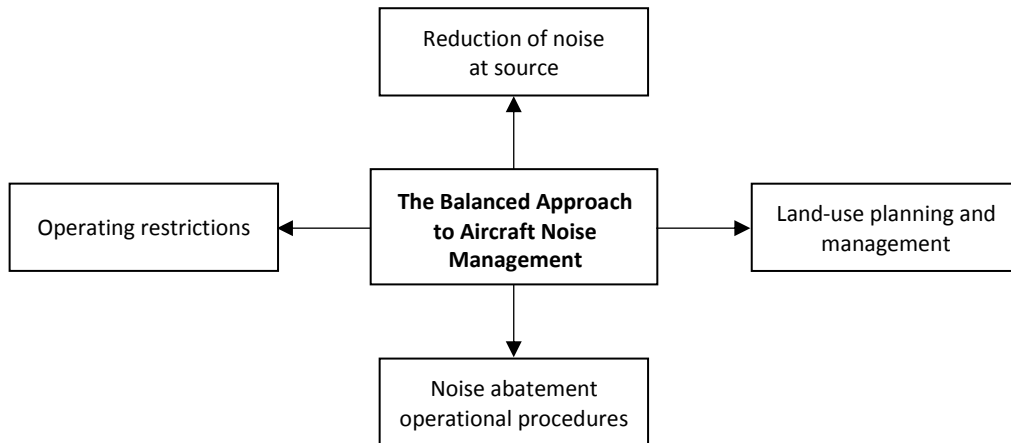 Reduction of noise
at source
Operating restrictions
The Balanced Approach
to Aircraft Noise
Management
Land-use planning and
management
Noise abatement
operational procedures